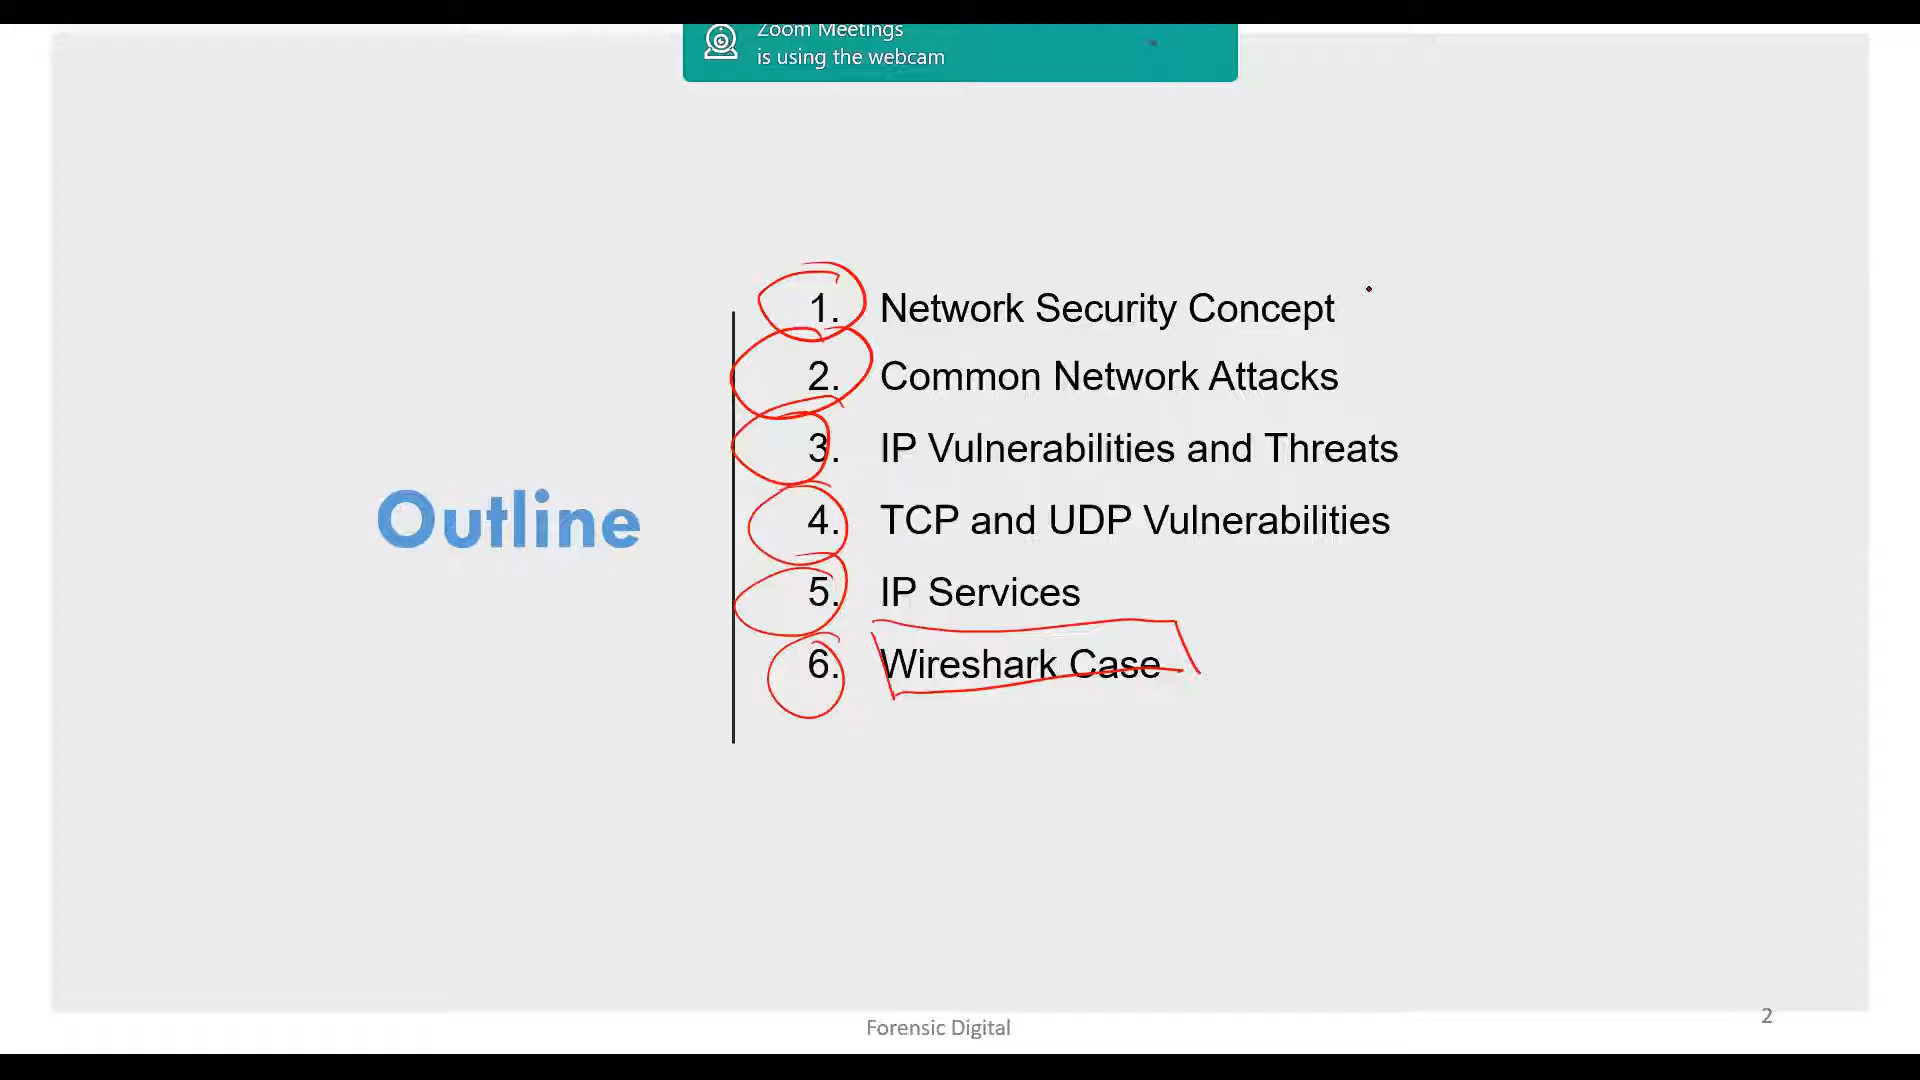 Zoom Meetings
is using the webcam
Outline
1. Network Security Concept
2. Common Network Attacks
3. IP Vulnerabilities and Threats
4. TCP and UDP Vulnerabilities
5. IP Services
6. Wireshark Case
Forensic Digital
2